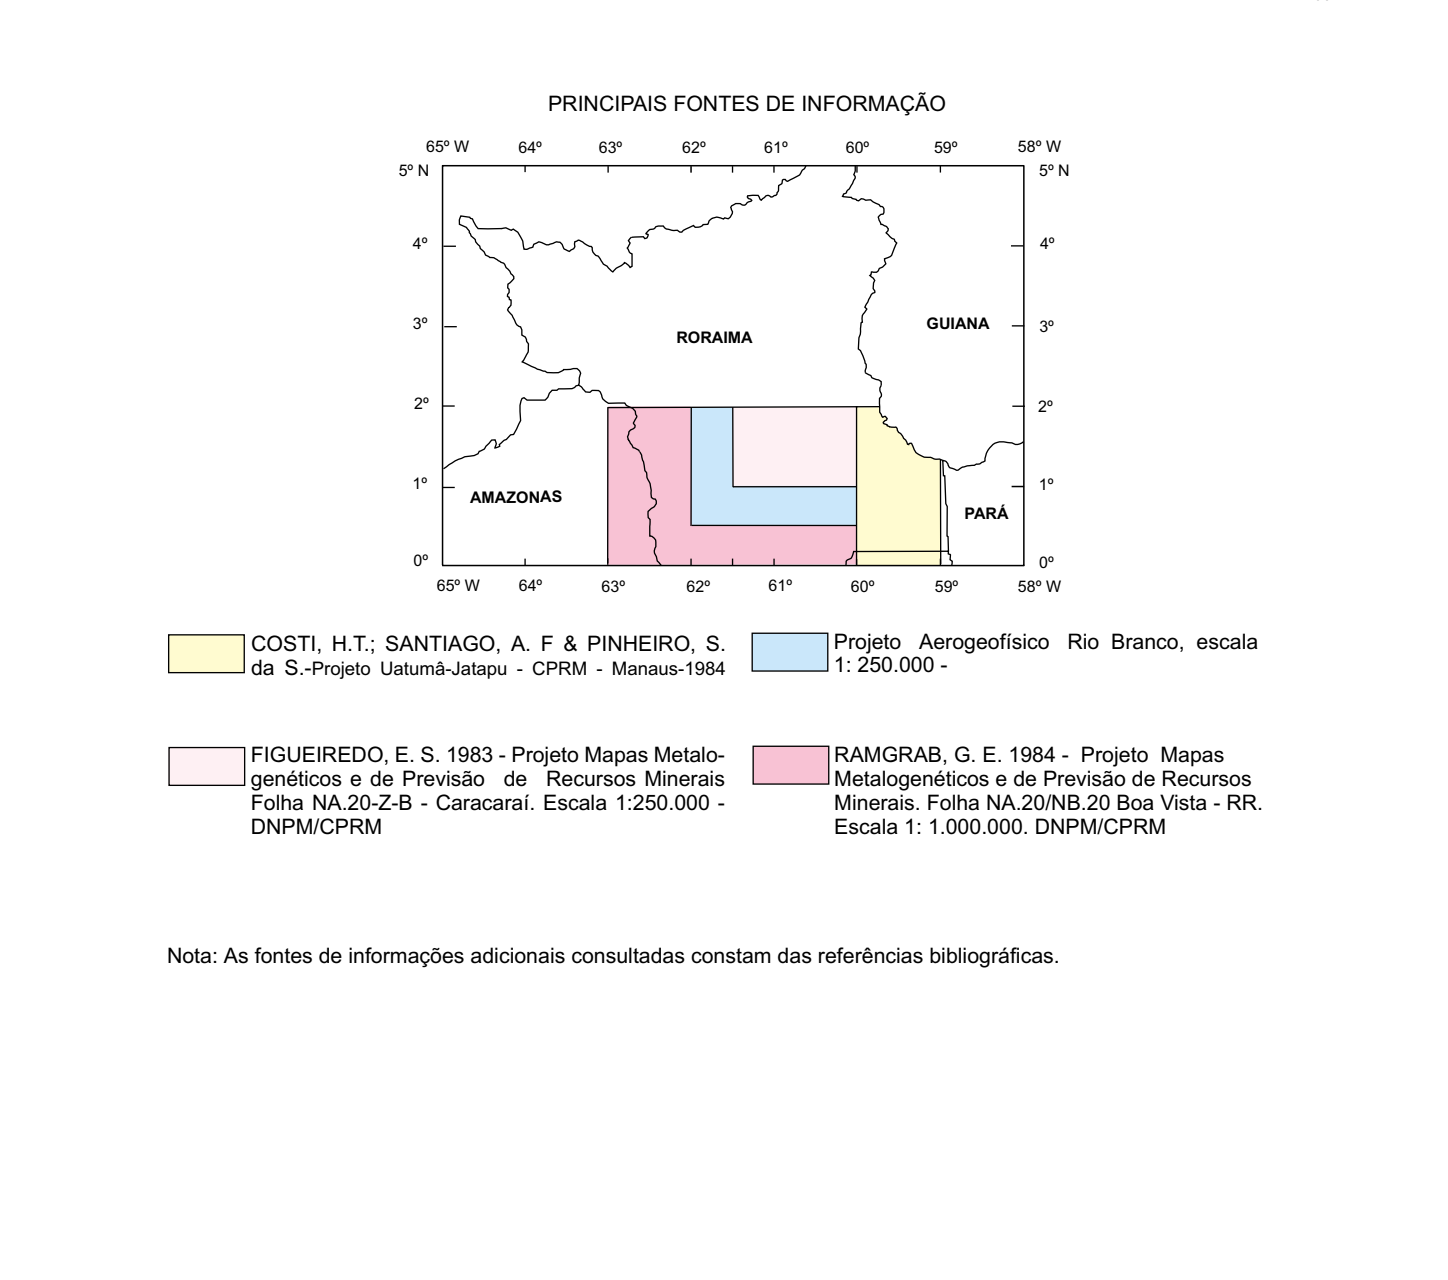 PRINCIPAIS FONTES DE INFORMAÇÃO
65º W 64º 63º 62º 61º 60º 59º 58º W
5º N 5º N
4º 4º
3º RORAIMA GUIANA 3º
2º 2º
1º AMAZONAS PARÁ 1º
0º 0º
65º W 64º 63º 62º 61º 60º 59º 58º W
COSTI, H.T.; SANTIAGO, A. F & PINHEIRO, S.
da S.-Projeto Uatumâ-Jatapu - CPRM - Manaus-1984
Projeto Aerogeofísico Rio Branco, escala
1: 250.000 -
FIGUEIREDO, E. S. 1983 - Projeto Mapas Metalo-
genéticos e de Previsão de Recursos Minerais
Folha NA.20-Z-B - Caracaraí. Escala 1:250.000 -
DNPM/CPRM
RAMGRAB, G. E. 1984 - Projeto Mapas
Metalogenéticos e de Previsão de Recursos
Minerais. Folha NA.20/NB.20 Boa Vista - RR.
Escala 1: 1.000.000. DNPM/CPRM
Nota: As fontes de informações adicionais consultadas constam das referências bibliográficas.